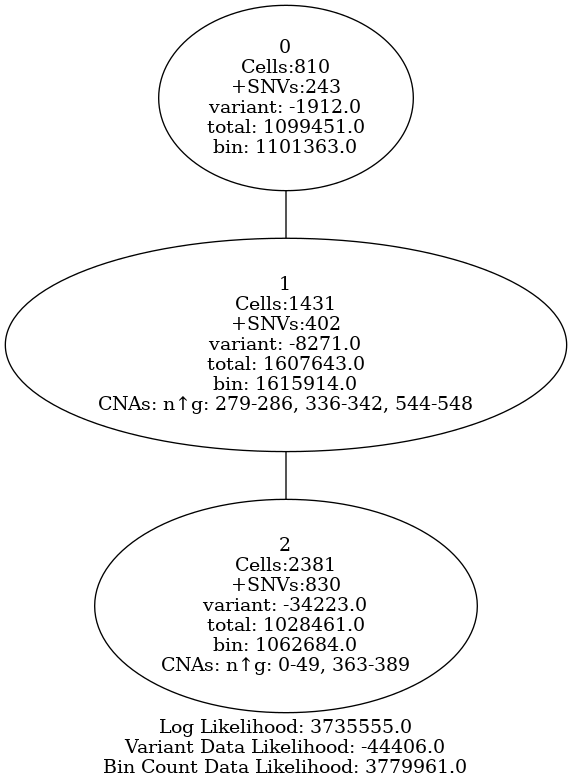 0
Cells:810
+SNVs:243
variant: -1912.0
total: 1099451.0
bin: 1101363.0
1
Cells:1431
+SNVs:402
variant: -8271.0
total: 1607643.0
bin: 1615914.0
CNAs: n↑g: 279-286, 336-342, 544-548
2
Cells:2381
+SNVs:830
variant: -34223.0
total: 1028461.0
bin: 1062684.0
CNAs: n↑g: 0-49, 363-389
Log Likelihood: 3735555.0
Variant Data Likelihood: -44406.0
Bin Count Data Likelihood: 3779961.0